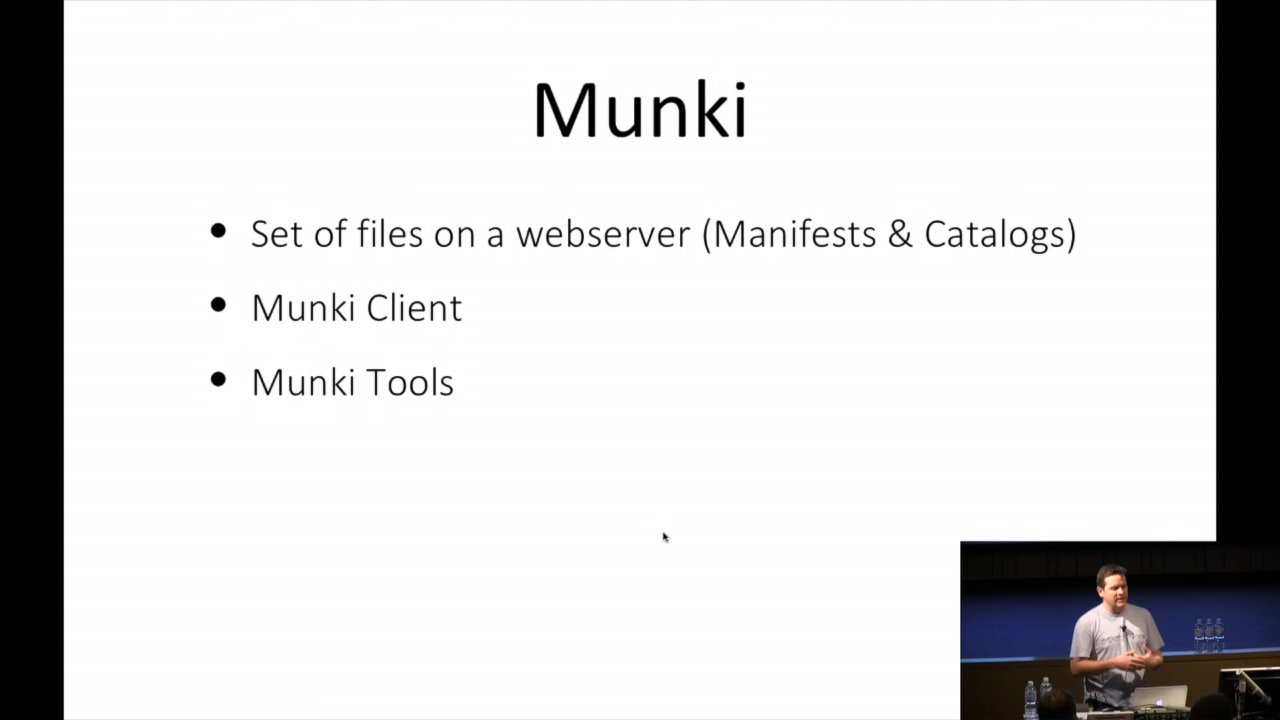 Munki
• Set of files on a webserver (Manifests & Catalogs)
• Munki Client
• Munki Tools